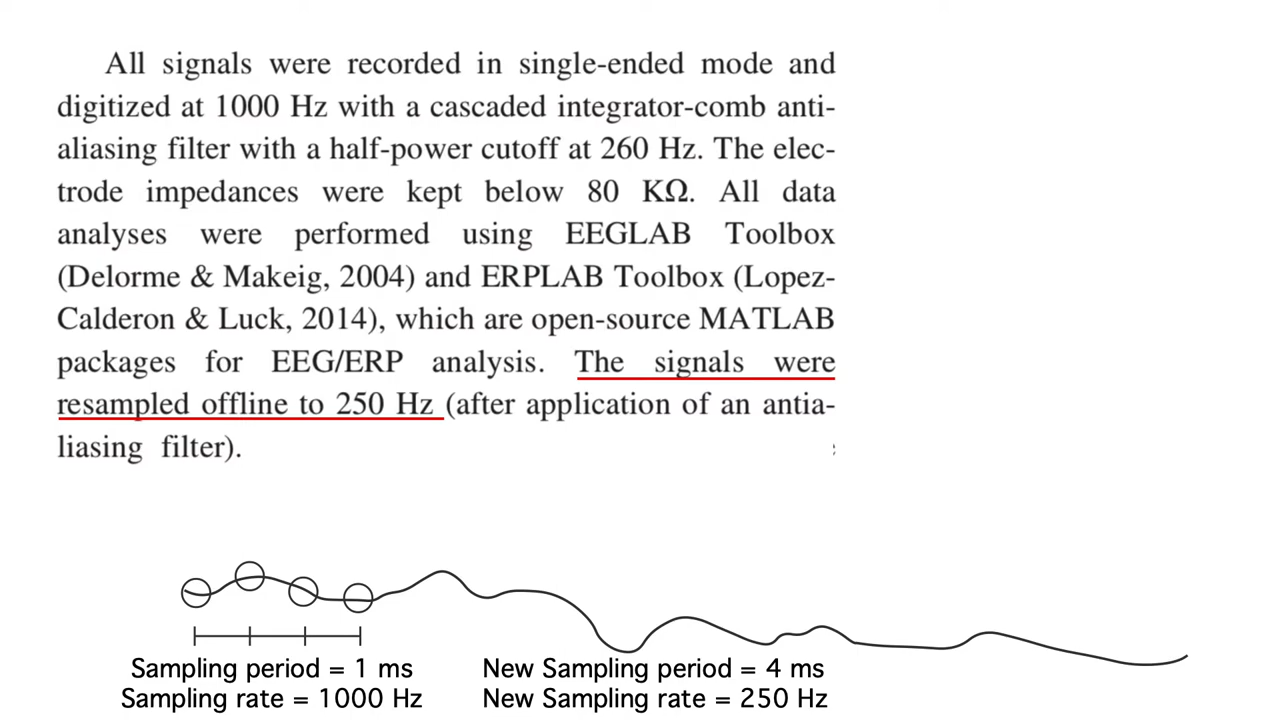 All signals were recorded in single-ended mode and
digitized at 1000 Hz with a cascaded integrator-comb anti-
aliasing filter with a half-power cutoff at 260 Hz. The elec-
trode impedances were kept below 80 KΩ. All data
analyses were performed using EEGLAB Toolbox
(Delorme & Makeig, 2004) and ERPLAB Toolbox (Lopez-
Calderon & Luck, 2014), which are open-source MATLAB
packages for EEG/ERP analysis. The signals were
resampled offline to 250 Hz (after application of an antia-
liasing filter).
Sampling period = 1 ms
Sampling rate = 1000 Hz
New Sampling period = 4 ms
New Sampling rate = 250 Hz